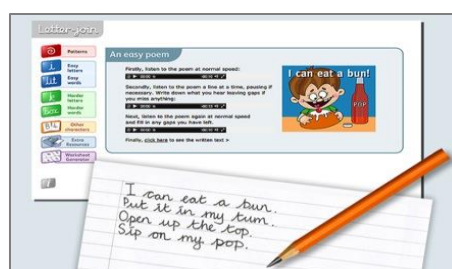 Letter-join
Patterns
Easy
letters
Easy
words
Harder
letters
Harder
words
Other
characters
Extra
Resources
Worksheet
Generator
An easy poem
Firstly, listen to the poem at normal speed:
Secondly, listen to the poem a line at a time, pausing if
necessary. Write down what you hear leaving gaps if
you miss anything:
Next, listen to the poem again at normal speed
and fill in any gaps you have left.
Finally, click here to see the written text >
I can eat a bun!
POP
I can eat a bun.
Put it in my tum.
Open up the top.
Sip on my pop.